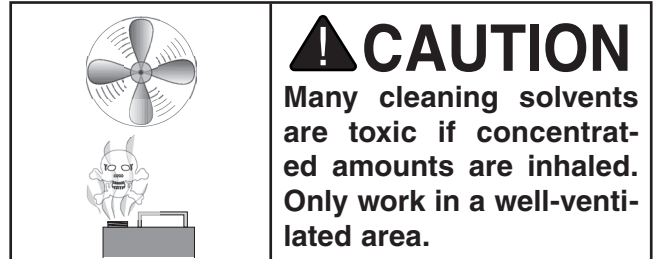 CAUTION
Many cleaning solvents
are toxic if concentrat-
ed amounts are inhaled.
Only work in a well-venti-
lated area.